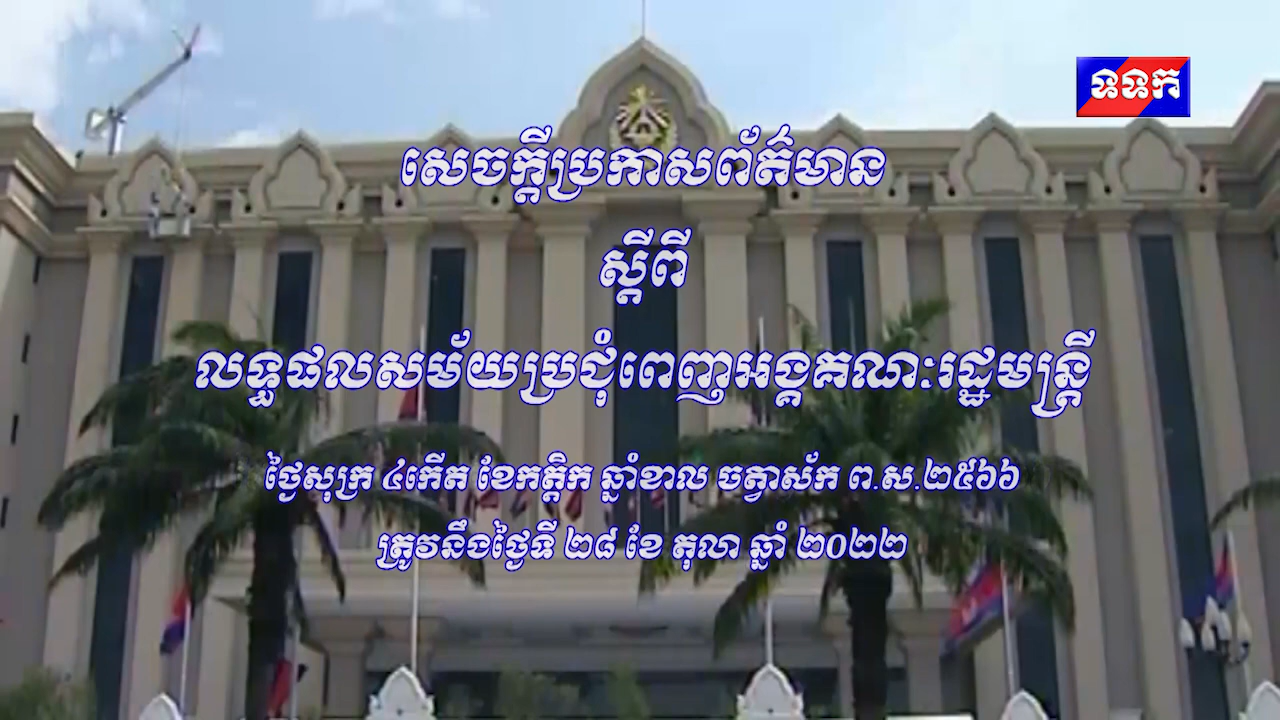 ទទក
សេចក្តីប្រកាសព័ត៌មាន
ស្តីពី
លទ្ធផលសម័យប្រជុំពេញអង្គគណៈរដ្ឋមន្ត្រី
ថ្ងៃសុក្រ ៤កើត ខែកត្តិក ឆ្នាំខាល ចត្វាស័ក ព.ស.២៥៦៦
ត្រូវនឹងថ្ងៃទី ២៨ ខែ តុលា ឆ្នាំ ២០២២